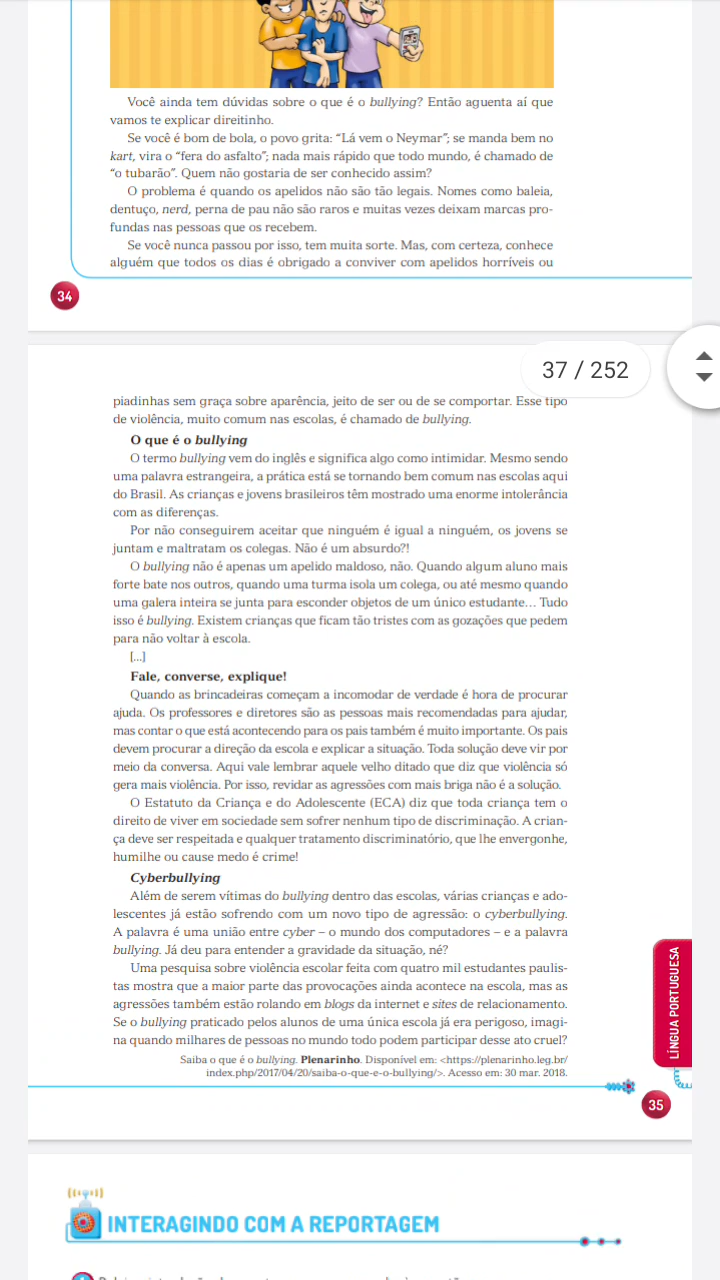 Você ainda tem dúvidas sobre o que é o bullying? Então aguenta aí que
vamos te explicar direitinho.
Se você é bom de bola, o povo grita: “Lá vem o Neymar”; se manda bem no
kart, vira o “fera do asfalto”; nada mais rápido que todo mundo, é chamado de
“o tubarão”. Quem não gostaria de ser conhecido assim?
O problema é quando os apelidos não são tão legais. Nomes como baleia,
dentuço, nerd, perna de pau não são raros e muitas vezes deixam marcas pro-
fundas nas pessoas que os recebem.
Se você nunca passou por isso, tem muita sorte. Mas, com certeza, conhece
alguém que todos os dias é obrigado a conviver com apelidos horríveis ou
34
37 / 252
piadinhas sem graça sobre aparência, jeito de ser ou de se comportar. Esse tipo
de violência, muito comum nas escolas, é chamado de bullying.
O que é o bullying
O termo bullying vem do inglês e significa algo como intimidar. Mesmo sendo
uma palavra estrangeira, a prática está se tornando bem comum nas escolas aqui
do Brasil. As crianças e jovens brasileiros têm mostrado uma enorme intolerância
com as diferenças.
Por não conseguirem aceitar que ninguém é igual a ninguém, os jovens se
juntam e maltratam os colegas. Não é um absurdo?!
O bullying não é apenas um apelido maldoso, não. Quando algum aluno mais
forte bate nos outros, quando uma turma isola um colega, ou até mesmo quando
uma galera inteira se junta para esconder objetos de um único estudante... Tudo
isso é bullying. Existem crianças que ficam tão tristes com as gozações que pedem
para não voltar à escola.
[...]
Fale, converse, explique!
Quando as brincadeiras começam a incomodar de verdade é hora de procurar
ajuda. Os professores e diretores são as pessoas mais recomendadas para ajudar,
mas contar o que está acontecendo para os pais também é muito importante. Os pais
devem procurar a direção da escola e explicar a situação. Toda solução deve vir por
meio da conversa. Aqui vale lembrar aquele velho ditado que diz que violência só
gera mais violência. Por isso, revidar as agressões com mais briga não é a solução.
O Estatuto da Criança e do Adolescente (ECA) diz que toda criança tem o
direito de viver em sociedade sem sofrer nenhum tipo de discriminação. A crian-
ça deve ser respeitada e qualquer tratamento discriminatório, que lhe envergonhe,
humilhe ou cause medo é crime!
Cyberbullying
Além de serem vítimas do bullying dentro das escolas, várias crianças e ado-
lescentes já estão sofrendo com um novo tipo de agressão: o cyberbullying.
A palavra é uma união entre cyber – o mundo dos computadores – e a palavra
bullying. Já deu para entender a gravidade da situação, né?
Uma pesquisa sobre violência escolar feita com quatro mil estudantes paulis-
tas mostra que a maior parte das provocações ainda acontece na escola, mas as
agressões também estão rolando em blogs da internet e sites de relacionamento.
Se o bullying praticado pelos alunos de uma única escola já era perigoso, imagi-
na quando milhares de pessoas no mundo todo podem participar desse ato cruel?
Saiba o que é o bullying. Plenarinho. Disponível em: <https://plenarinho.leg.br/
index.php/2017/04/20/saiba-o-que-e-o-bullying/>. Acesso em: 30 mar. 2018.
LÍNGUA PORTUGUESA
35
INTERAGINDO COM A REPORTAGEM